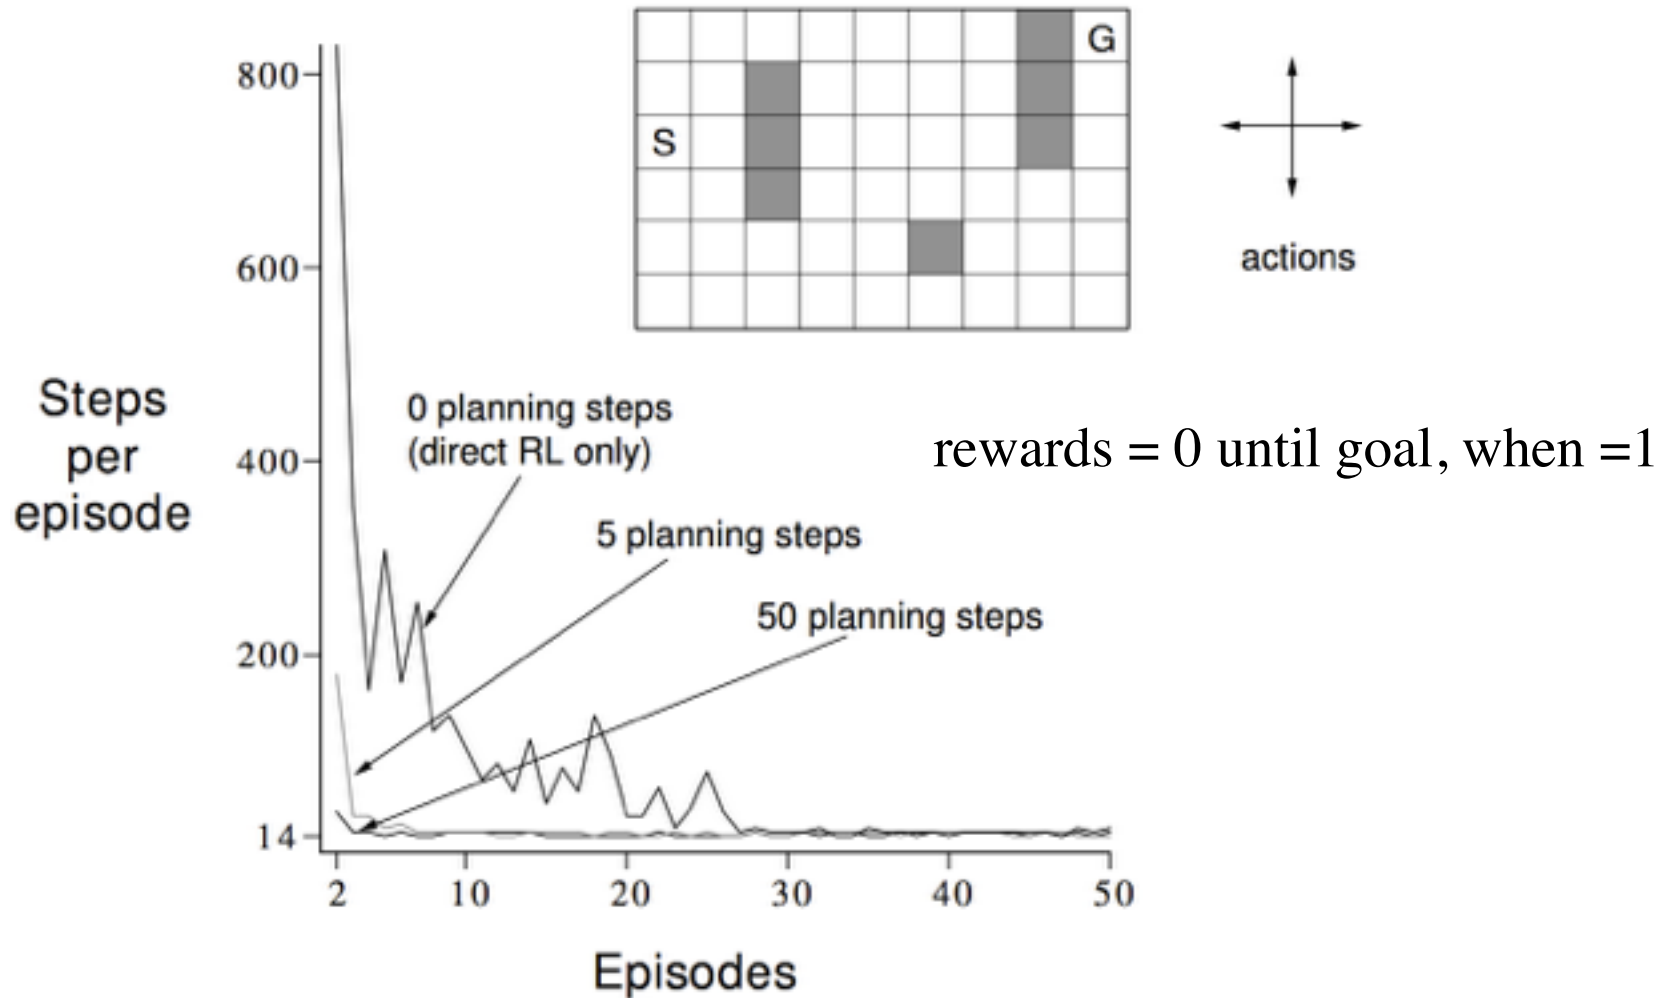 G
S
actions
800
600
400
200
14
Steps
per
episode
0 planning steps
(direct RL only)
rewards = 0 until goal, when =1
5 planning steps
50 planning steps
2
10
20
30
40
50
Episodes